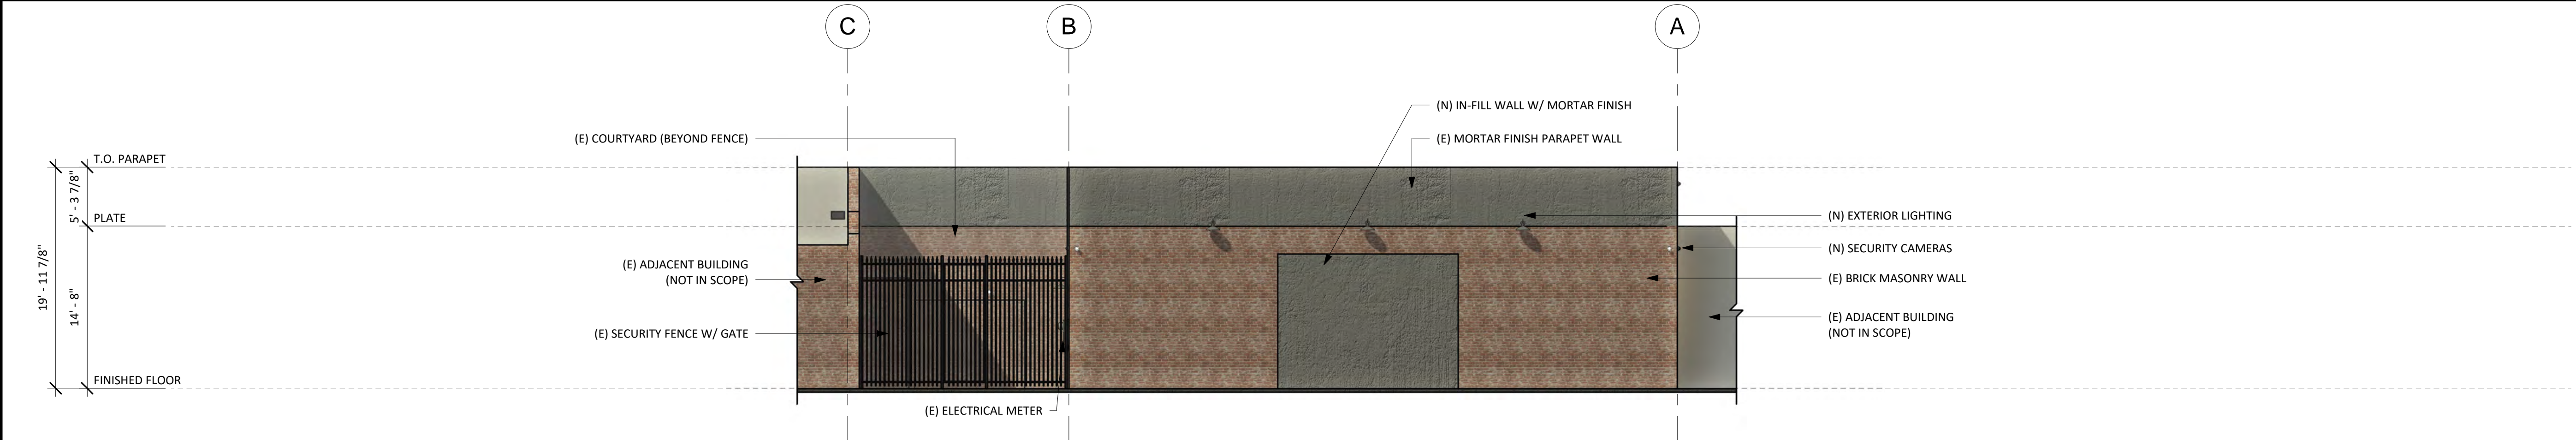 C
B
A
(N) IN-FILL WALL W/ MORTAR FINISH
(E) COURTYARD (BEYOND FENCE)
(E) MORTAR FINISH PARAPET WALL
T.O. PARAPET
5' - 3 7/8"
PLATE
(N) EXTERIOR LIGHTING
(N) SECURITY CAMERAS
19' - 11 7/8"
14' - 8"
(E) ADJACENT BUILDING
(NOT IN SCOPE)
(E) BRICK MASONRY WALL
(E) ADJACENT BUILDING
(NOT IN SCOPE)
(E) SECURITY FENCE W/ GATE
FINISHED FLOOR
(E) ELECTRICAL METER